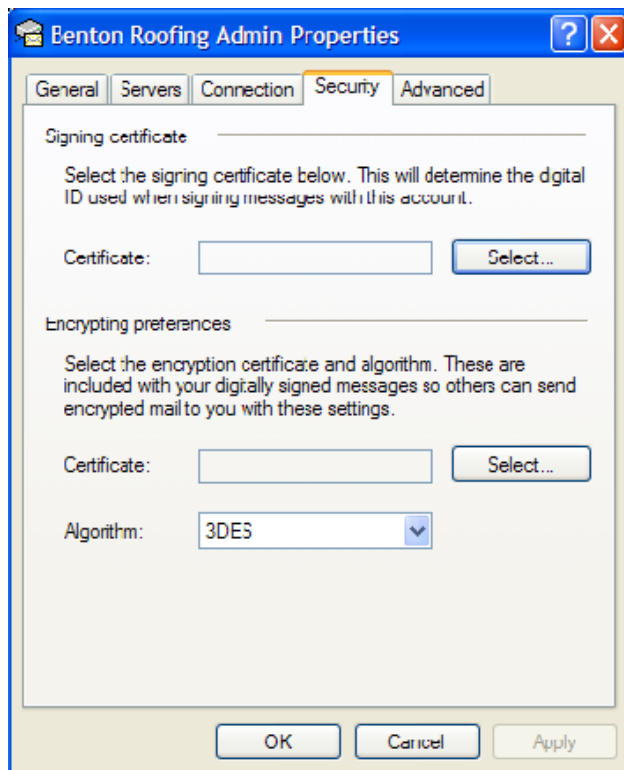 Benton Roofing Admin Properties
General Servers Connection Security Advanced
Signing certificate
Select the signing certificate below. This will determine the digital
ID used when signing messages with this account.
Certificate: Select...
Encrypting preferences
Select the encryption certificate and algorithm. These are
included with your digitally signed messages so others can send
encrypted mail to you with these settings.
Certificate: Select...
Algorithm: 3DES
OK Cancel Apply